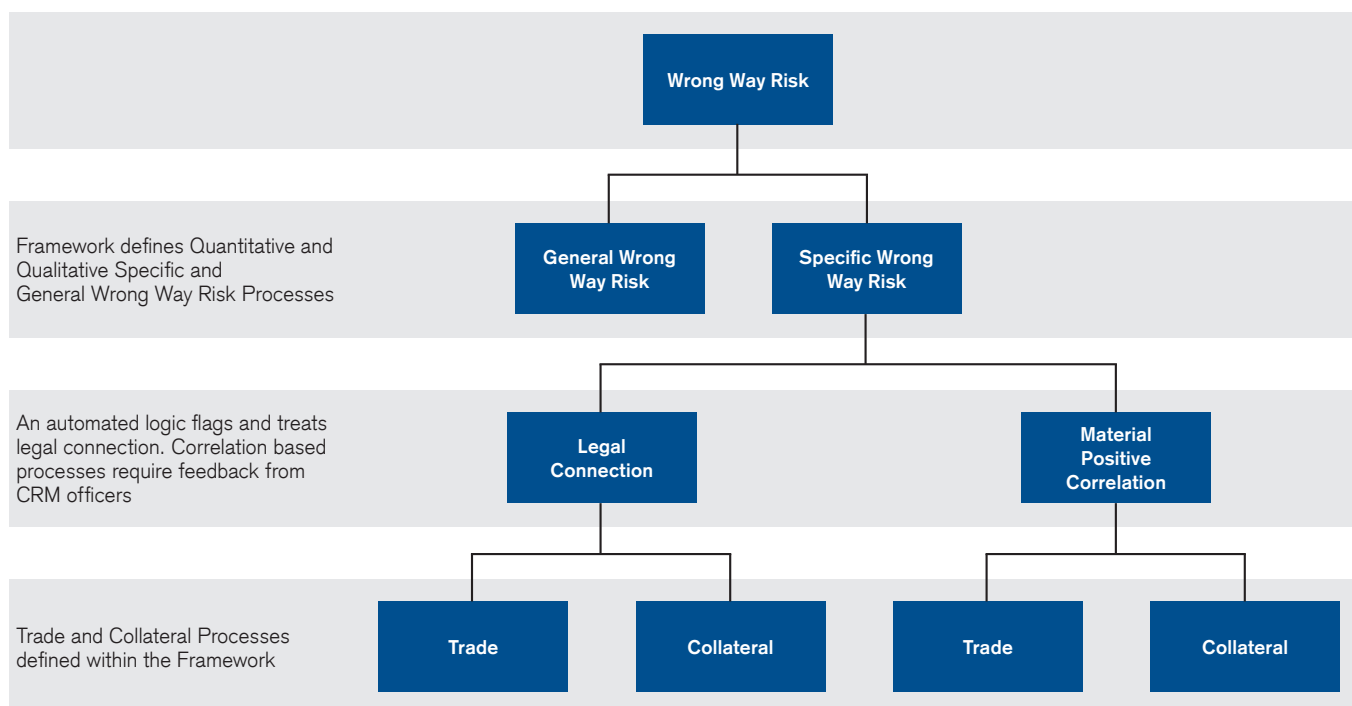 Wrong Way Risk
Framework defines Quantitative and
Qualitative Specific and
General Wrong Way Risk Processes
General Wrong
Way Risk
Specific Wrong
Way Risk
An automated logic flags and treats
legal connection. Correlation based
processes require feedback from
CRM officers
Legal
Connection
Material
Positive
Correlation
Trade and Collateral Processes
defined within the Framework
Trade
Collateral
Trade
Collateral